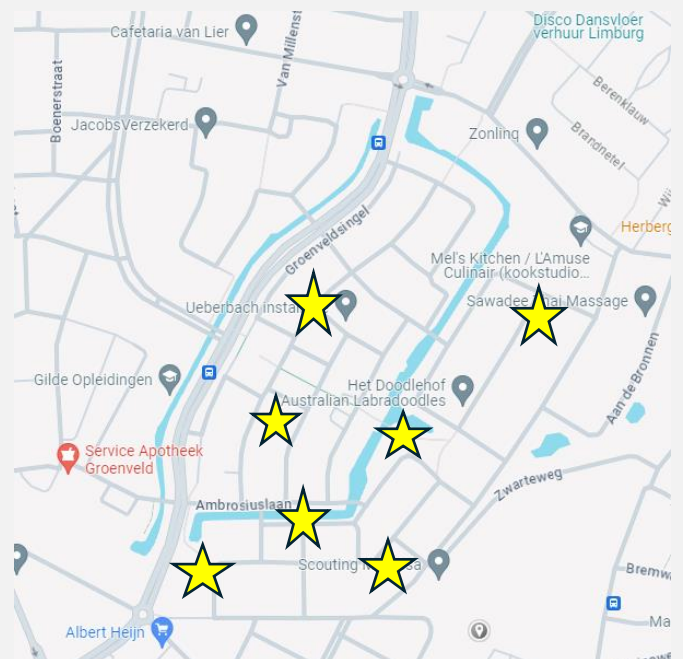 Disco Dansvloer
verhuur Limburg
Cafetaria van Lier
Van Millenst
Boenerstraat
Berenklauw
JacobsVerzekerd
Zonlinq
Brandnetel
Groenveldsingel
Herberg
Mel's Kitchen / L'Amuse
Culinair (kookstudio...
Ueberbach
Sawadee
Massage
Aan de Bronnen
Gilde Opleidingen
Het Doodlehof
Australian Labradoodles
Service Apotheek
Groenveld
Zwarteweg
Ambrosiuslaan
Scouting
Bremw
Albert Heijn
Ma